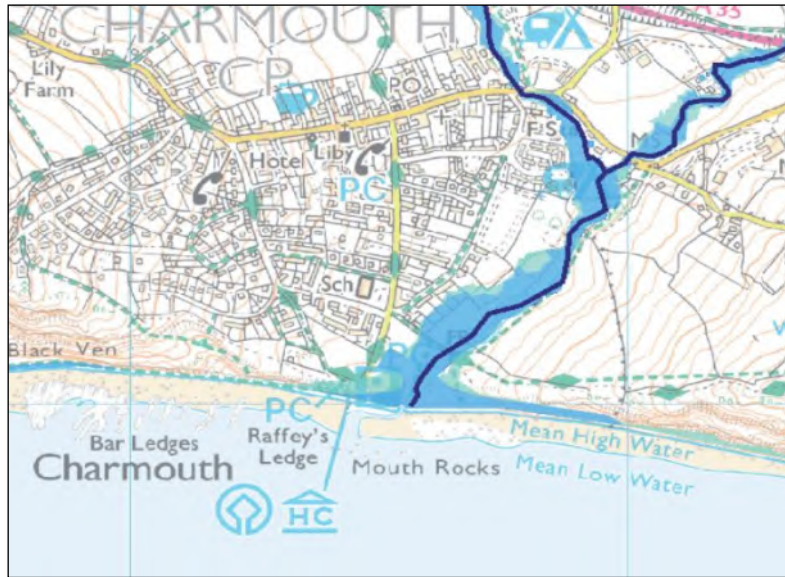 CHARMOUTH
CP
A35
Lily
Farm
PO
Hotel
Liby
PC
FS
Sch
Black Ven
PC
Bar Ledges
Raffey's
Ledge
Charmouth
Mouth Rocks
Mean High Water
Mean Low Water
HC